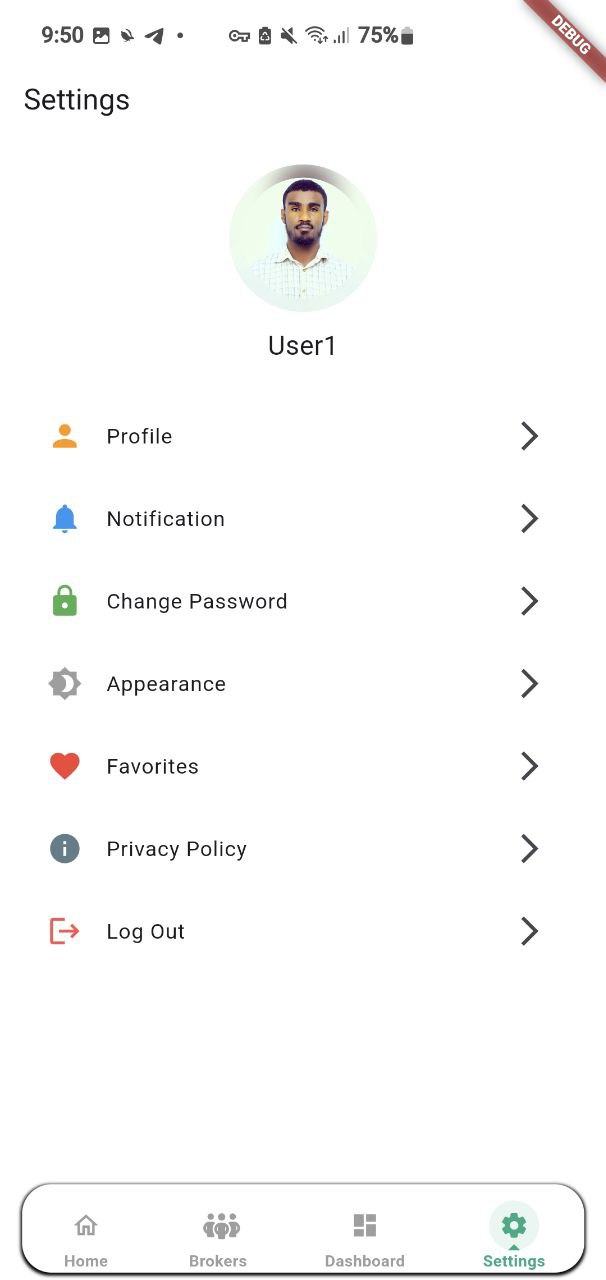 9:50
75%
DEBUG
Settings
User1
Profile
Notification
Change Password
Appearance
Favorites
Privacy Policy
Log Out
Home Brokers Dashboard Settings